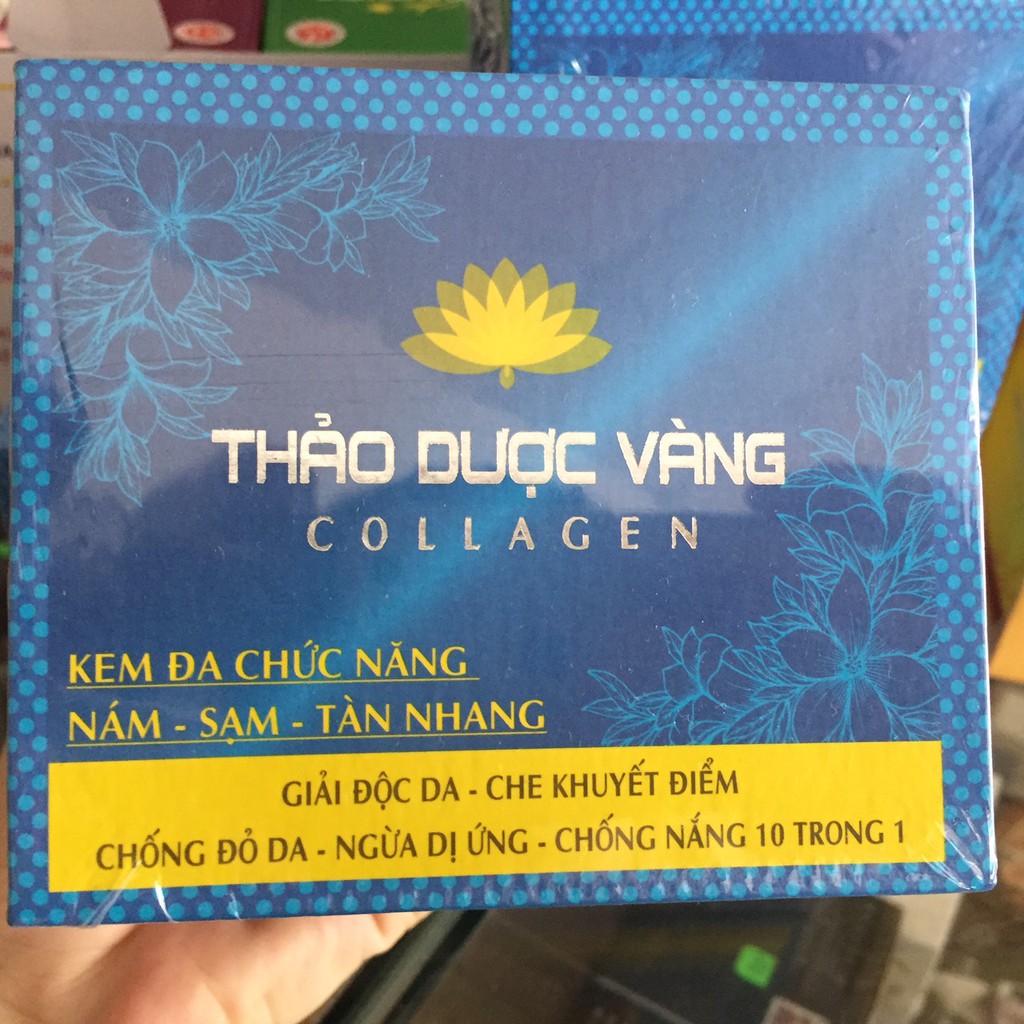 THẢO DƯỢC VÀNG
COLLAGEN
KEM ĐA CHỨC NĂNG
NÁM - SẠM - TÀN NHANG
GIẢI ĐỘC DA - CHE KHUYẾT ĐIỂM
CHỐNG ĐỎ DA - NGỪA DỊ ỨNG - CHỐNG NẮNG 10 TRONG 1